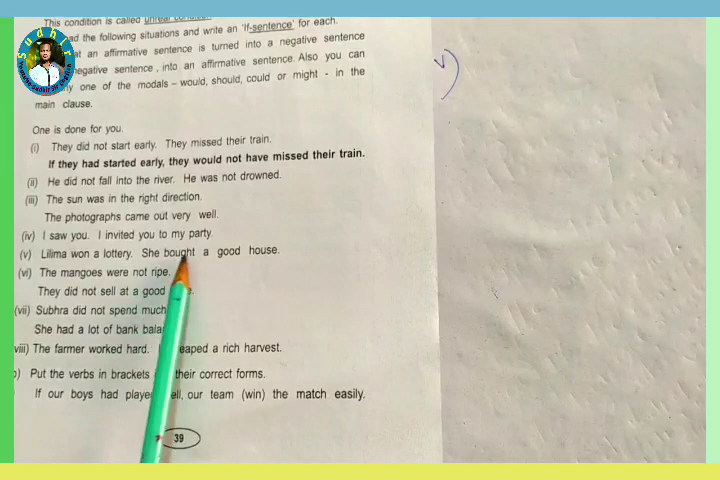 Sudhir
This condition is called unreal condition
ad the following situations and write an 'If-sentence' for each.
at an affirmative sentence is turned into a negative sentence
negative sentence, into an affirmative sentence. Also you can
y one of the modals – would, should, could or might - in the
main clause.
One is done for you.
(i) They did not start early. They missed their train.
If they had started early, they would not have missed their train.
(ii) He did not fall into the river. He was not drowned.
(iii) The sun was in the right direction.
The photographs came out very well.
(iv) I saw you. I invited you to my party.
(v) Lilima won a lottery. She bought a good house.
(vi) The mangoes were not ripe.
They did not sell at a good
(vii) Subhra did not spend much
She had a lot of bank bala
viii) The farmer worked hard. eaped a rich harvest.
) Put the verbs in brackets their correct forms.
If our boys had playe ell, our team (win) the match easily.
39
v)